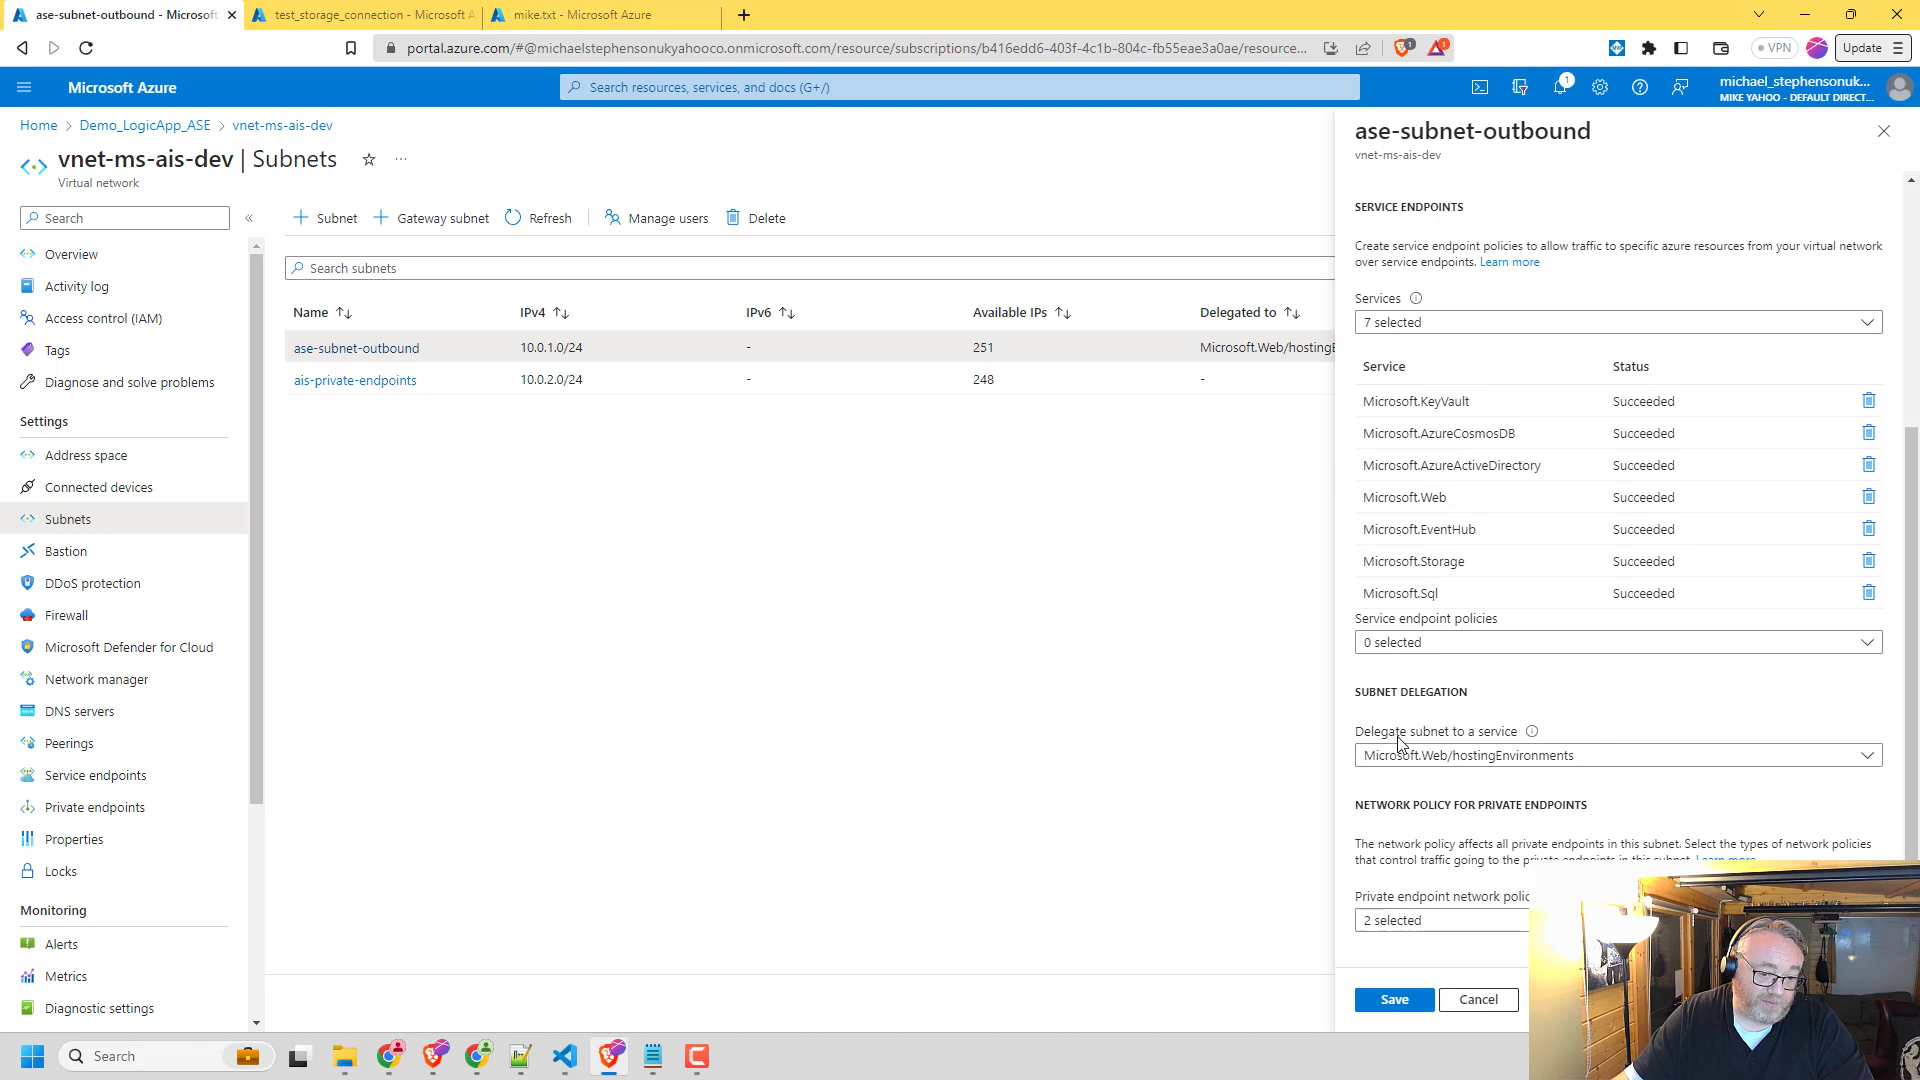 ase-subnet-outbound - Microsoft
test_storage_connection - Microsoft A
mike.txt - Microsoft Azure
portal.azure.com/#@michaelstephensonukyahooco.onmicrosoft.com/resource/subscriptions/b416edd6-403f-4c1b-804c-fb55eae3a0ae/resource...
1
1
VPN
Update
Microsoft Azure
Search resources, services, and docs (G+/)
1
michael_stephensonuk...
MIKE YAHOO - DEFAULT DIRECT...
Home > Demo_LogicApp_ASE > vnet-ms-ais-dev
vnet-ms-ais-dev | Subnets
Virtual network
Search
Overview
Activity log
Access control (IAM)
Tags
Diagnose and solve problems
Settings
Address space
Connected devices
Subnets
Bastion
DDoS protection
Firewall
Microsoft Defender for Cloud
Network manager
DNS servers
Peerings
Service endpoints
Private endpoints
Properties
Locks
Monitoring
Alerts
Metrics
Diagnostic settings
Subnet
Gateway subnet
Refresh
Manage users
Delete
Search subnets
Name IPv4 IPv6 Available IPs Delegated to
ase-subnet-outbound 10.0.1.0/24 - 251 Microsoft.Web/hostingE
ais-private-endpoints 10.0.2.0/24 - 248 -
ase-subnet-outbound
vnet-ms-ais-dev
SERVICE ENDPOINTS
Create service endpoint policies to allow traffic to specific azure resources from your virtual network
over service endpoints. Learn more
Services
7 selected
Service Status
Microsoft.KeyVault Succeeded
Microsoft.AzureCosmosDB Succeeded
Microsoft.AzureActiveDirectory Succeeded
Microsoft.Web Succeeded
Microsoft.EventHub Succeeded
Microsoft.Storage Succeeded
Microsoft.Sql Succeeded
Service endpoint policies
0 selected
SUBNET DELEGATION
Delegate subnet to a service
Microsoft.Web/hostingEnvironments
NETWORK POLICY FOR PRIVATE ENDPOINTS
The network policy affects all private endpoints in this subnet. Select the types of network policies
that control traffic going to the private endpoints in this subnet. Learn more
Private endpoint network polic
2 selected
Save
Cancel
Search